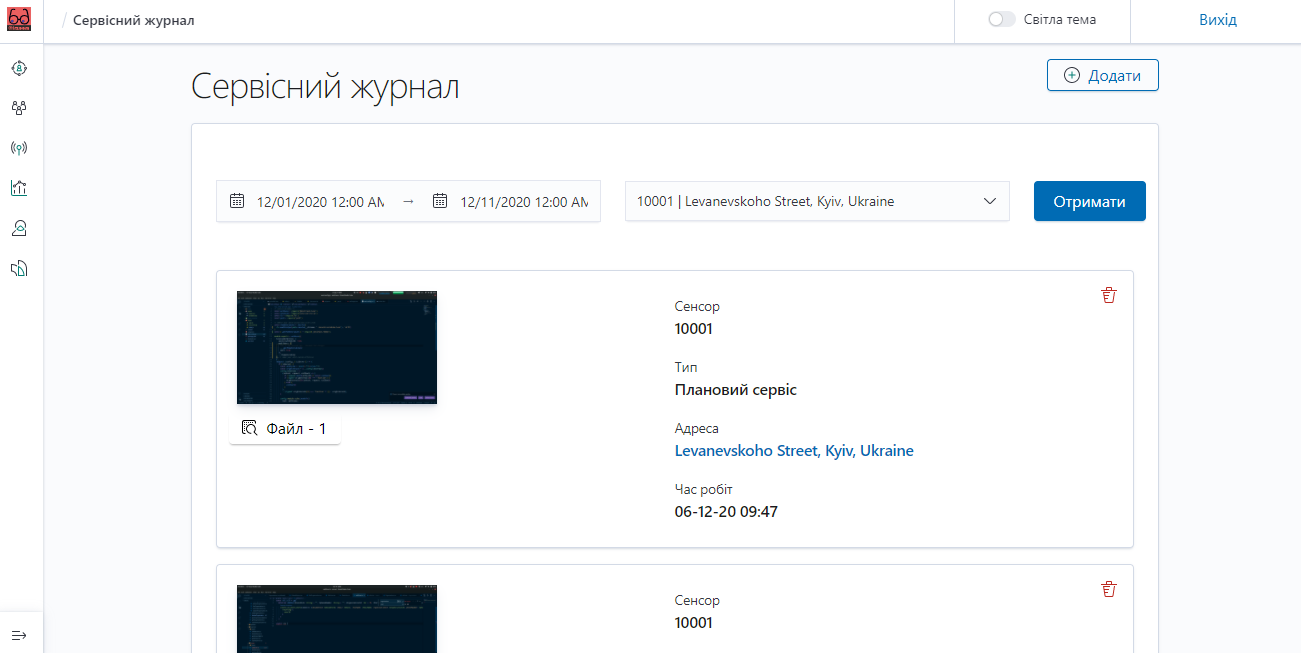 / Сервісний журнал
Світла тема
Вихід
Сервісний журнал
Додати
12/01/2020 12:00 AM → 12/11/2020 12:00 AM
10001 | Levanevskoho Street, Kyiv, Ukraine
Отримати
Сенсор
10001
Тип
Плановий сервіс
Адреса
Levanevskoho Street, Kyiv, Ukraine
Час робіт
06-12-20 09:47
Файл - 1
Сенсор
10001